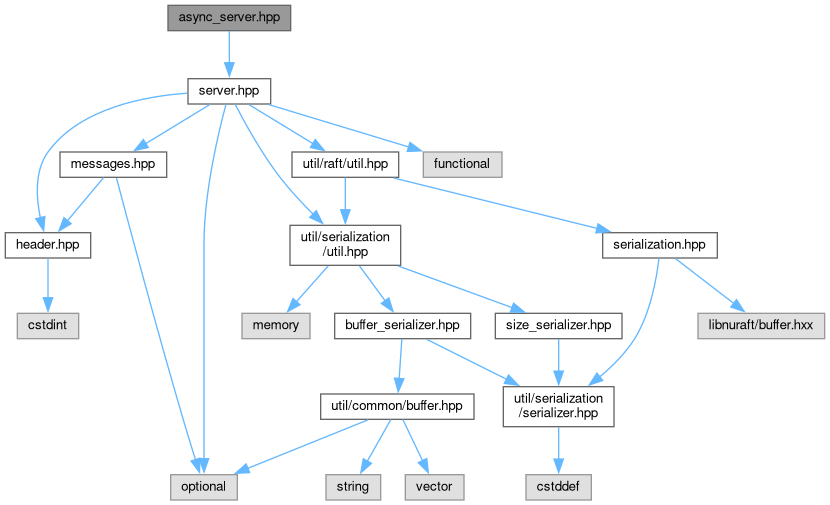 async_server.hpp
server.hpp
messages.hpp
util/raft/util.hpp
functional
header.hpp
util/serialization
/util.hpp
serialization.hpp
cstdint
memory
buffer_serializer.hpp
size_serializer.hpp
libnuraft/buffer.hxx
util/common/buffer.hpp
util/serialization
/serializer.hpp
optional
string
vector
cstddef